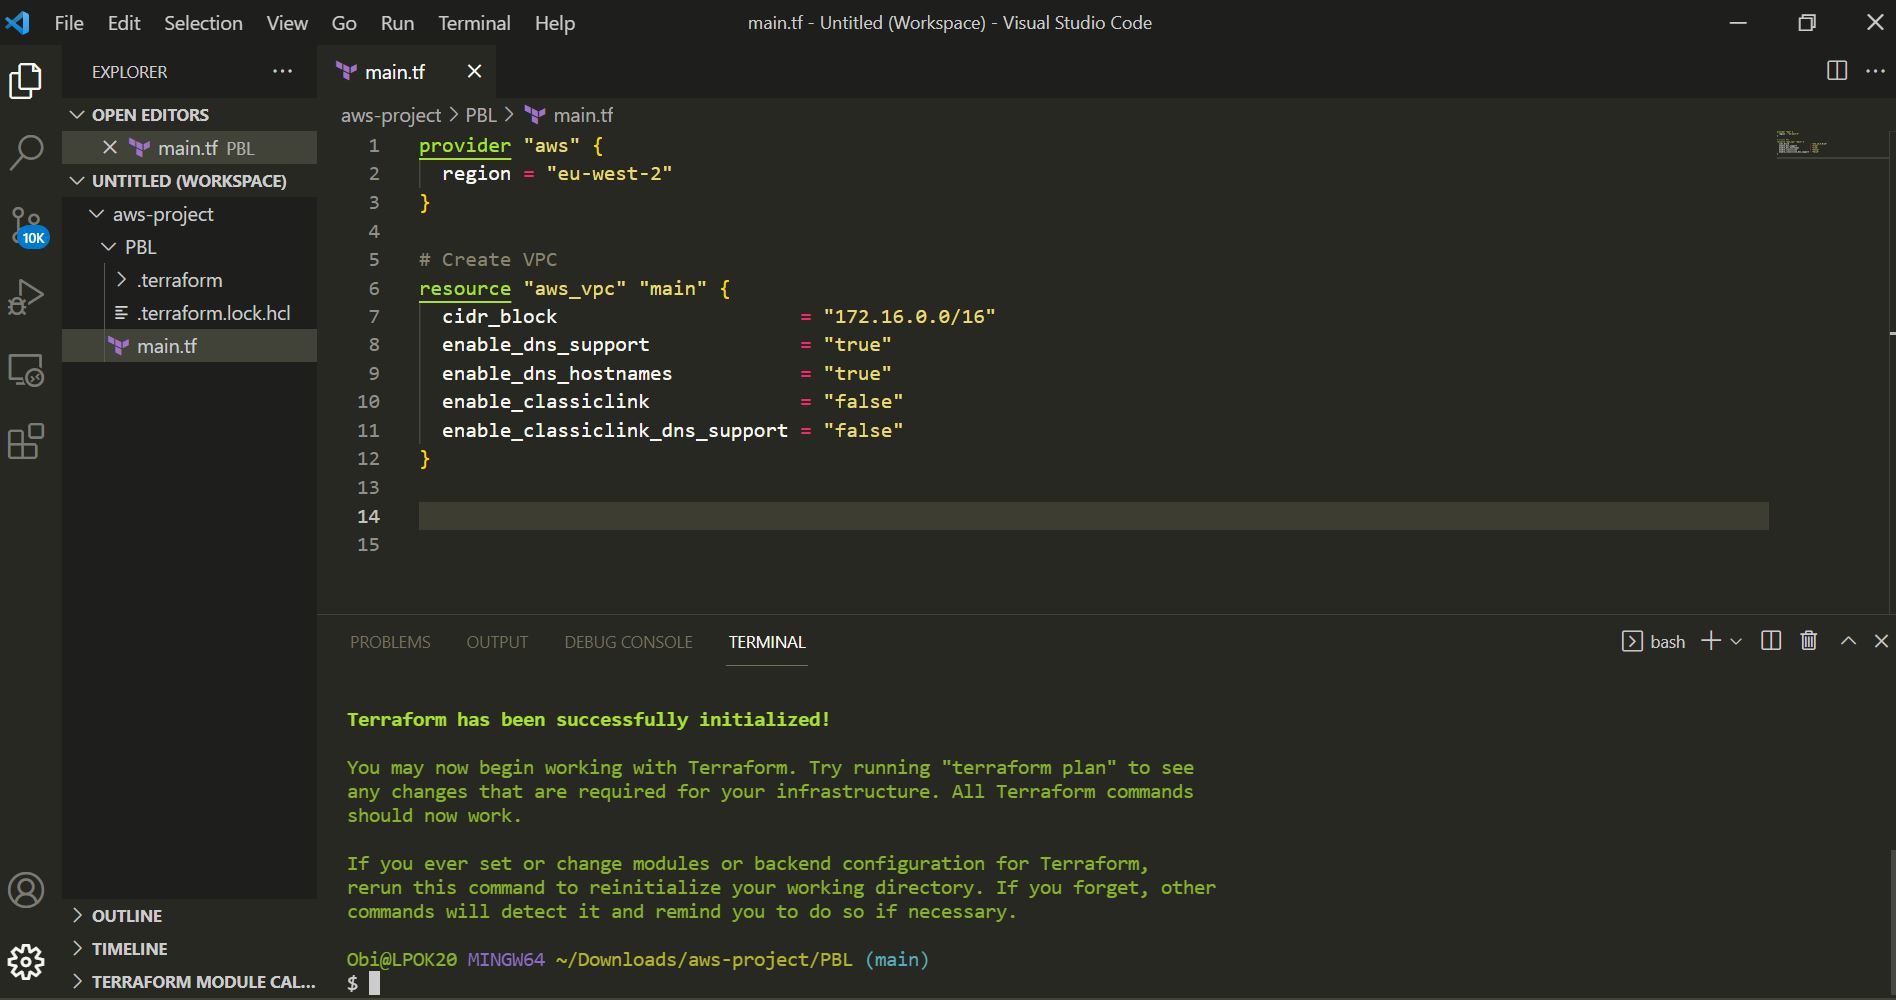 File Edit Selection View Go Run Terminal Help main.tf - Untitled (Workspace) - Visual Studio Code
EXPLORER
OPEN EDITORS
main.tf PBL
UNTITLED (WORKSPACE)
aws-project
PBL
.terraform
.terraform.lock.hcl
main.tf
10K
OUTLINE
TIMELINE
TERRAFORM MODULE CAL...
main.tf
aws-project > PBL > main.tf
1 provider "aws" {
2 region = "eu-west-2"
3 }
4
5 # Create VPC
6 resource "aws_vpc" "main" {
7 cidr_block = "172.16.0.0/16"
8 enable_dns_support = "true"
9 enable_dns_hostnames = "true"
10 enable_classiclink = "false"
11 enable_classiclink_dns_support = "false"
12 }
13
14
15
PROBLEMS OUTPUT DEBUG CONSOLE TERMINAL bash
Terraform has been successfully initialized!
You may now begin working with Terraform. Try running "terraform plan" to see
any changes that are required for your infrastructure. All Terraform commands
should now work.
If you ever set or change modules or backend configuration for Terraform,
rerun this command to reinitialize your working directory. If you forget, other
commands will detect it and remind you to do so if necessary.
Obi@LPOK20 MINGW64 ~/Downloads/aws-project/PBL (main)
$